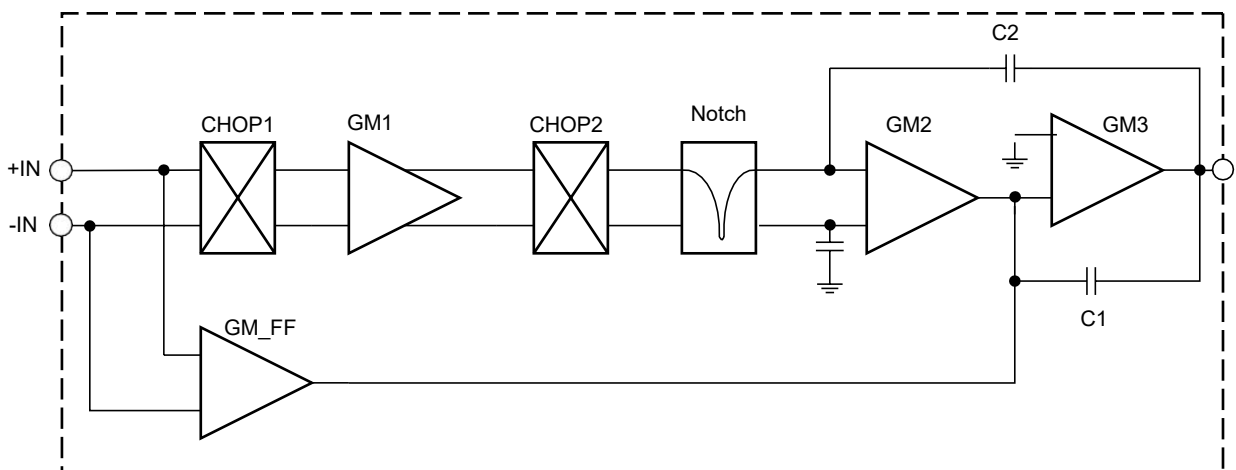 C2
CHOP1
GM1
CHOP2
Notch
GM2
GM3
+IN
-IN
C1
GM_FF